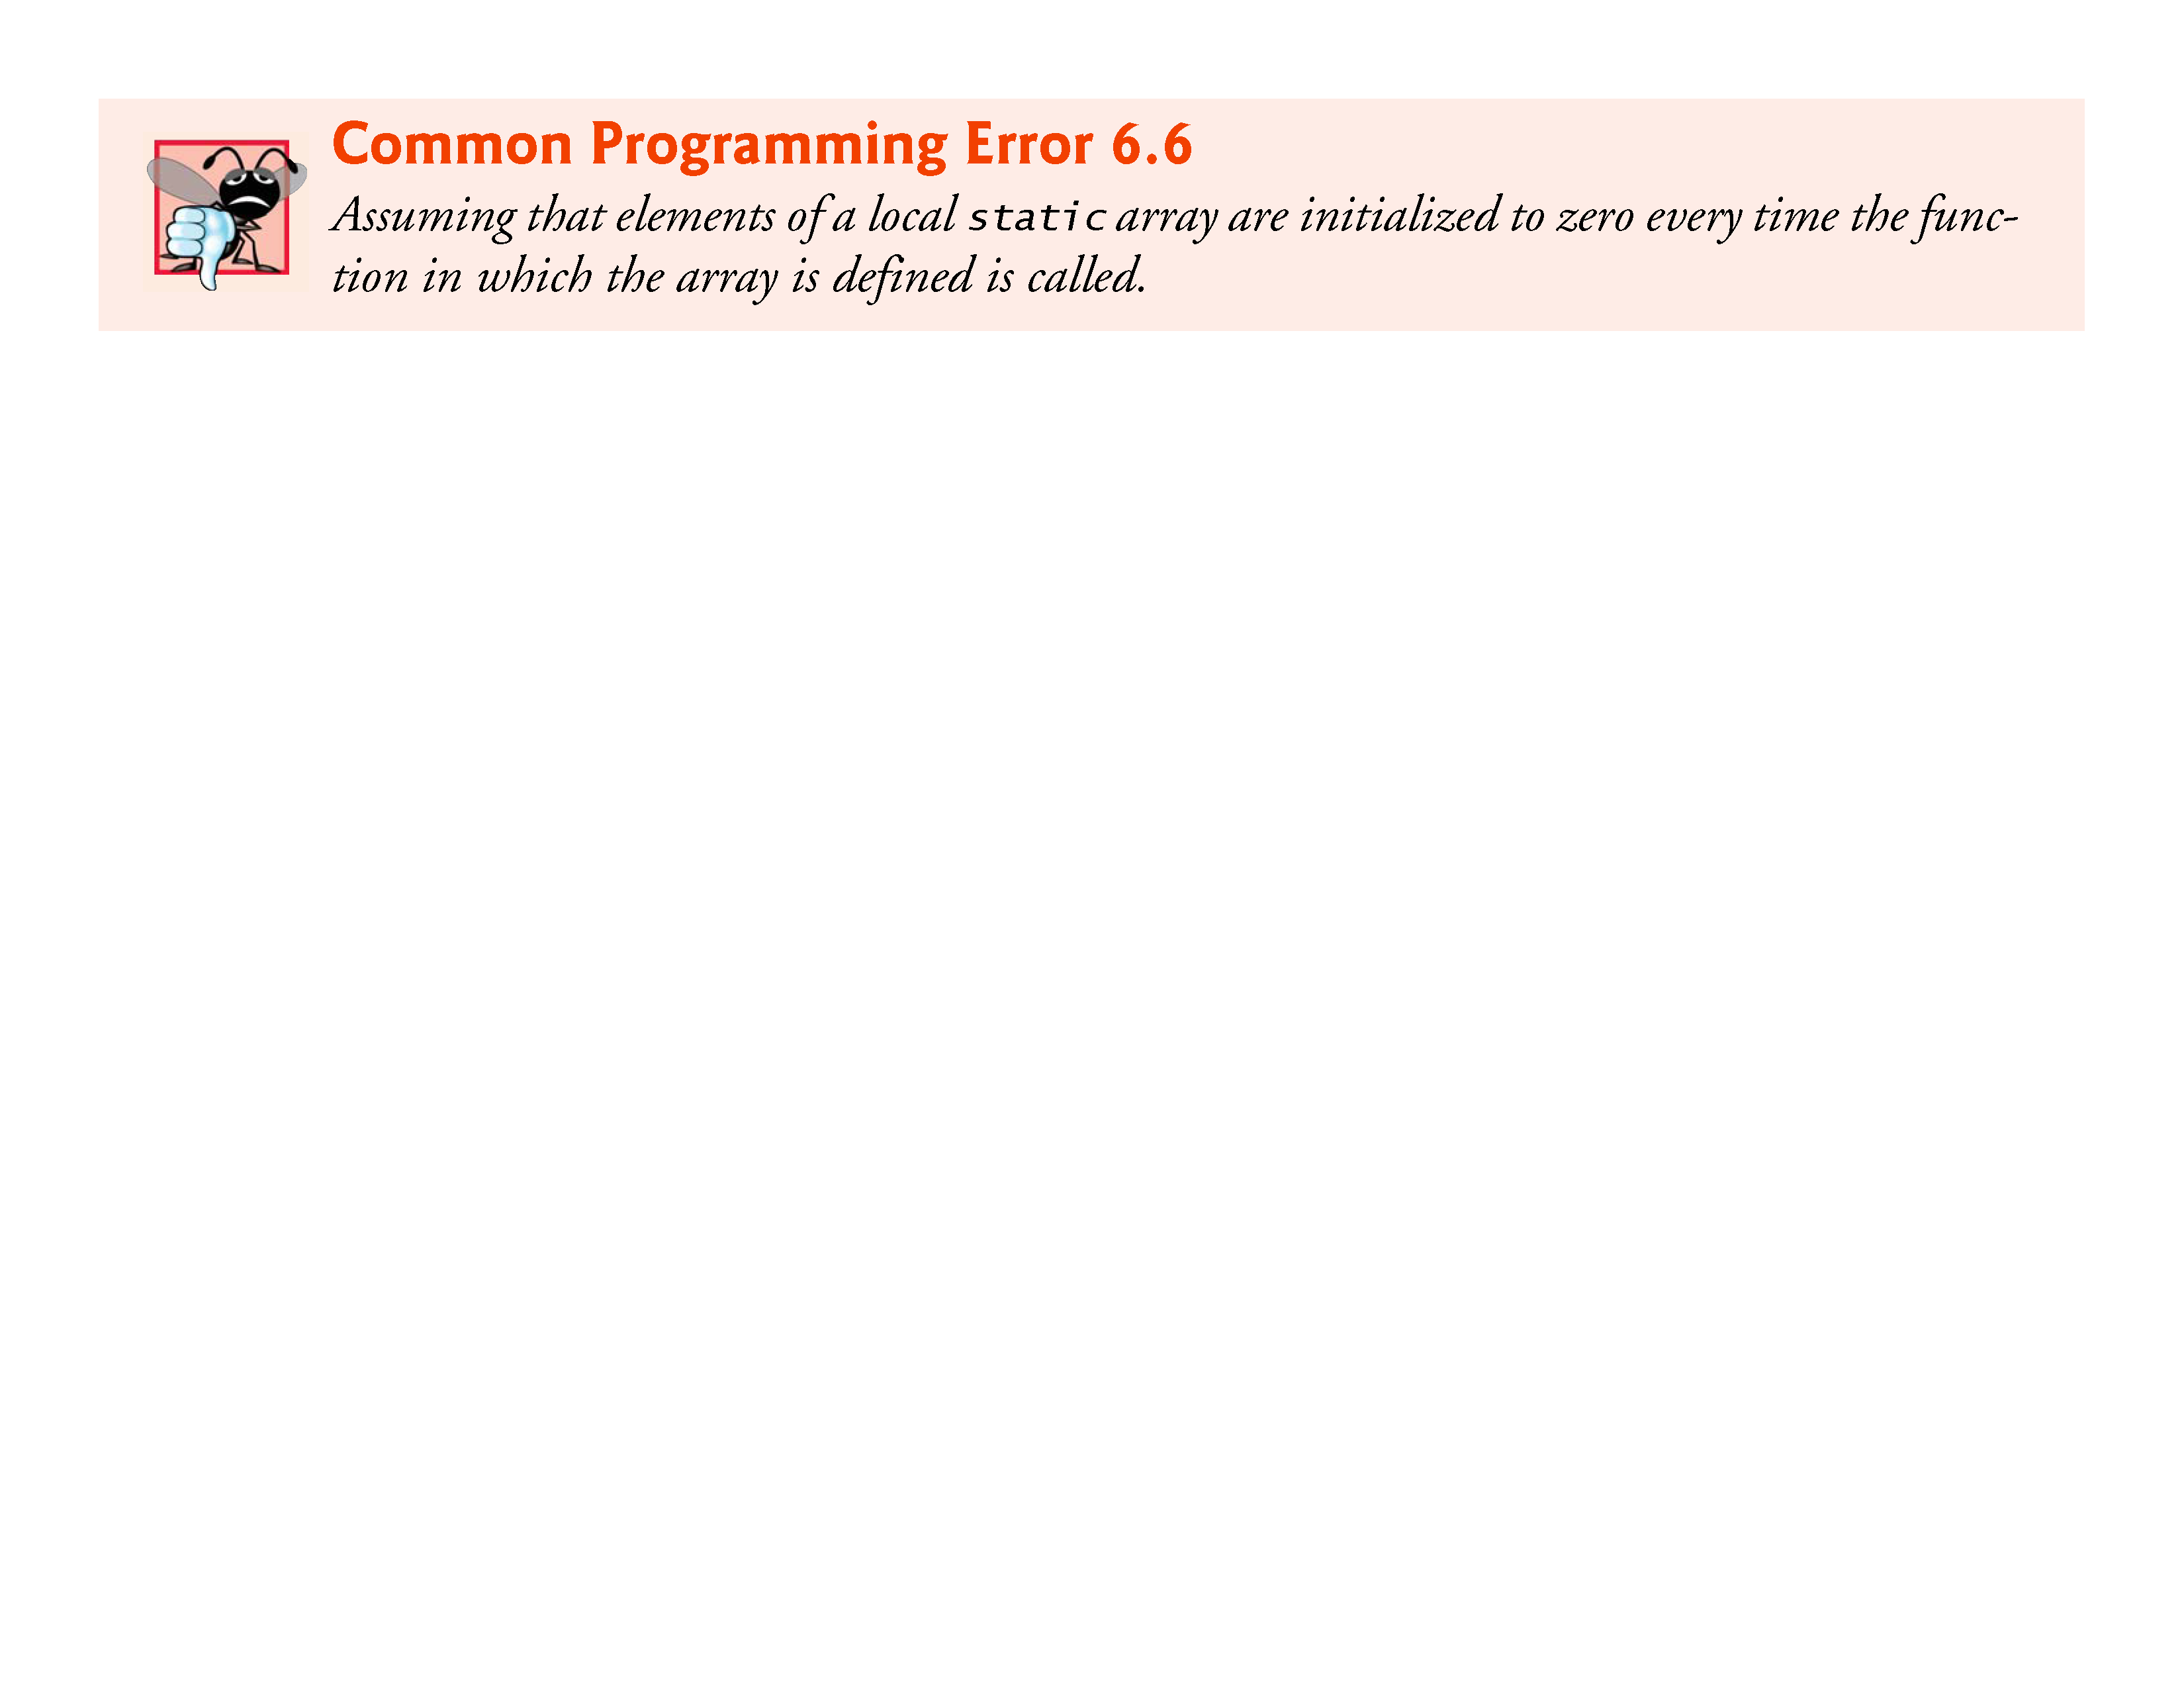 Common Programming Error 6.6
Assuming that elements of a local static array are initialized to zero every time the func-
tion in which the array is defined is called.